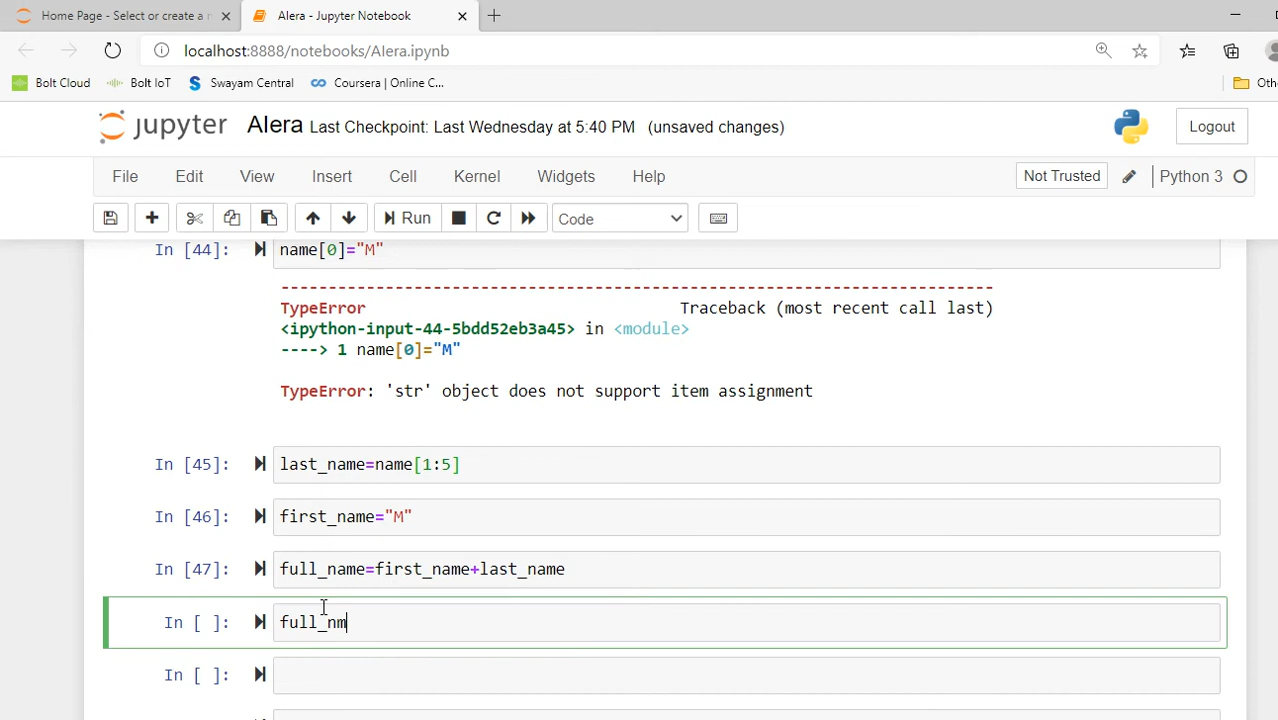 Home Page - Select or create a n
AIera - Jupyter Notebook
localhost:8888/notebooks/AIera.ipynb
Bolt Cloud
Bolt IoT
Swayam Central
Coursera | Online C...
Oth
jupyter
AIera Last Checkpoint: Last Wednesday at 5:40 PM (unsaved changes)
Logout
File Edit View Insert Cell Kernel Widgets Help
Not Trusted
Python 3
Run
Code
In [44]: name[0]="M"
---------------------------------------------------------------------------
TypeError Traceback (most recent call last)
<ipython-input-44-5bdd52eb3a45> in <module>
----> 1 name[0]="M"
TypeError: 'str' object does not support item assignment
In [45]: last_name=name[1:5]
In [46]: first_name="M"
In [47]: full_name=first_name+last_name
In [ ]: full_nm
In [ ]: